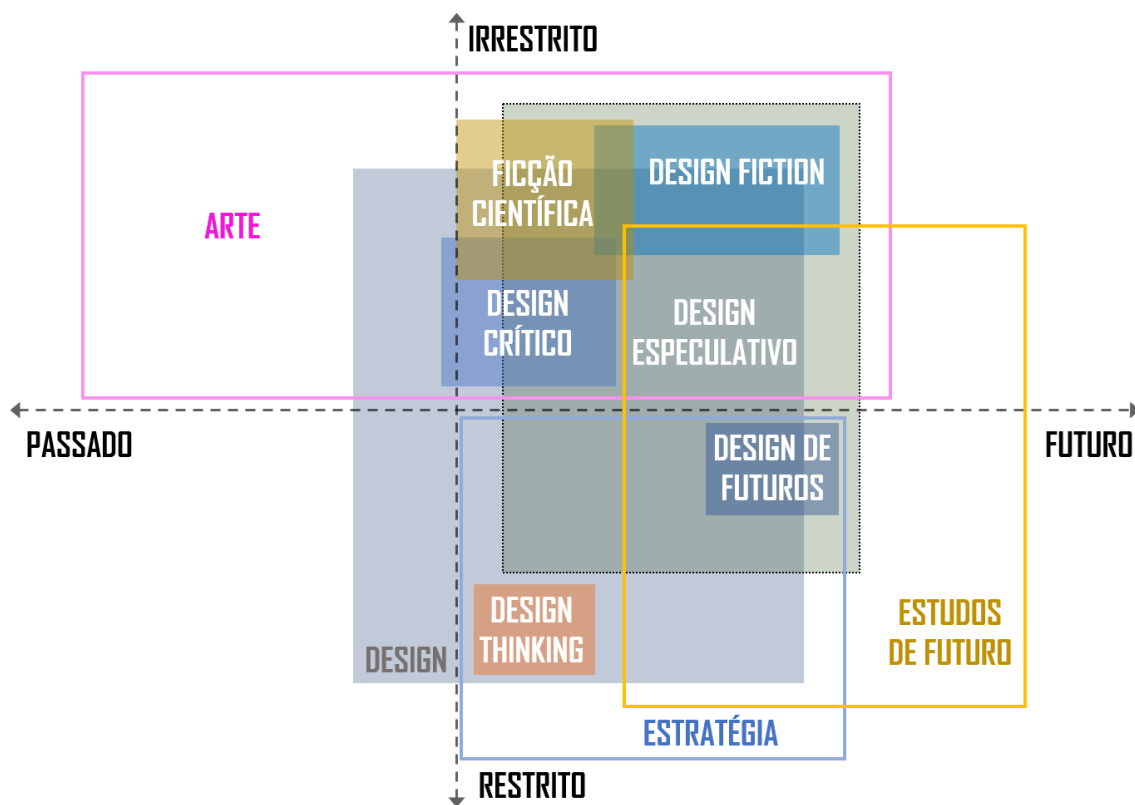 IRRESTRITO
FICÇÃO
CIENTÍFICA
DESIGN FICTION
ARTE
DESIGN
CRÍTICO
DESIGN
ESPECULATIVO
PASSADO
FUTURO
DESIGN DE
FUTUROS
DESIGN
THINKING
ESTUDOS
DE FUTURO
DESIGN
ESTRATÉGIA
RESTRITO